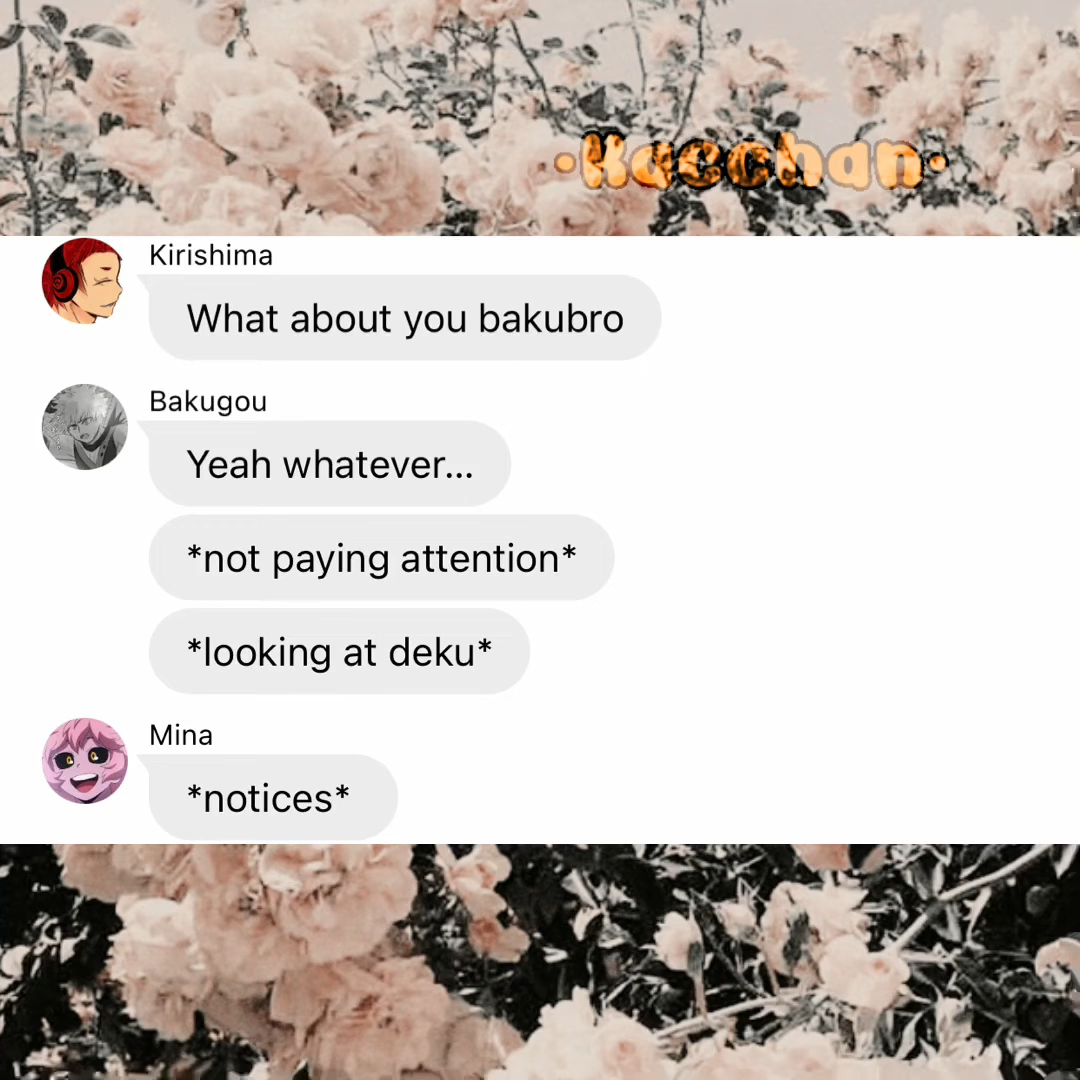 ·Kacchan·
Kirishima
What about you bakubro
Bakugou
Yeah whatever...
*not paying attention*
*looking at deku*
Mina
*notices*